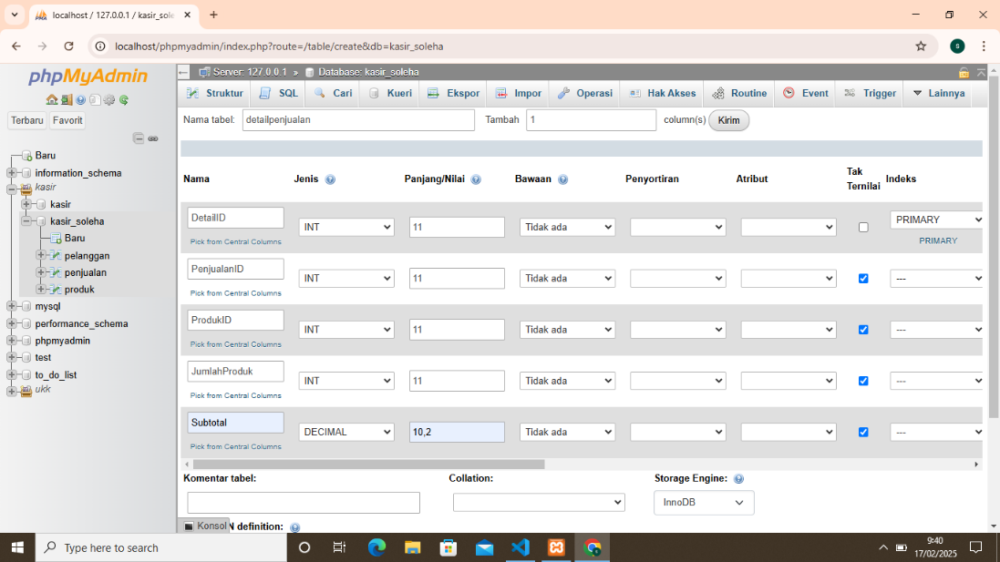 localhost / 127.0.0.1 / kasir_sole
localhost/phpmyadmin/index.php?route=/table/create&db=kasir_soleha
S
phpMyAdmin
Terbaru Favorit
Baru
information_schema
kasir
kasir
kasir_soleha
Baru
pelanggan
penjualan
produk
mysql
performance_schema
phpmyadmin
test
to_do_list
ukk
Server: 127.0.0.1 » Database: kasir_soleha
Struktur SQL Cari Kueri Ekspor Impor Operasi Hak Akses Routine Event Trigger Lainnya
Nama tabel: detailpenjualan Tambah 1 column(s) Kirim
Nama Jenis Panjang/Nilai Bawaan Penyortiran Atribut Tak Ternilai Indeks
DetailID INT 11 Tidak ada PRIMARY
Pick from Central Columns PRIMARY
PenjualanID INT 11 Tidak ada ---
Pick from Central Columns
ProdukID INT 11 Tidak ada ---
Pick from Central Columns
JumlahProduk INT 11 Tidak ada ---
Pick from Central Columns
Subtotal DECIMAL 10,2 Tidak ada ---
Pick from Central Columns
Komentar tabel: Collation: Storage Engine:
InnoDB
Konsol N definition:
Type here to search
9:40
17/02/2025